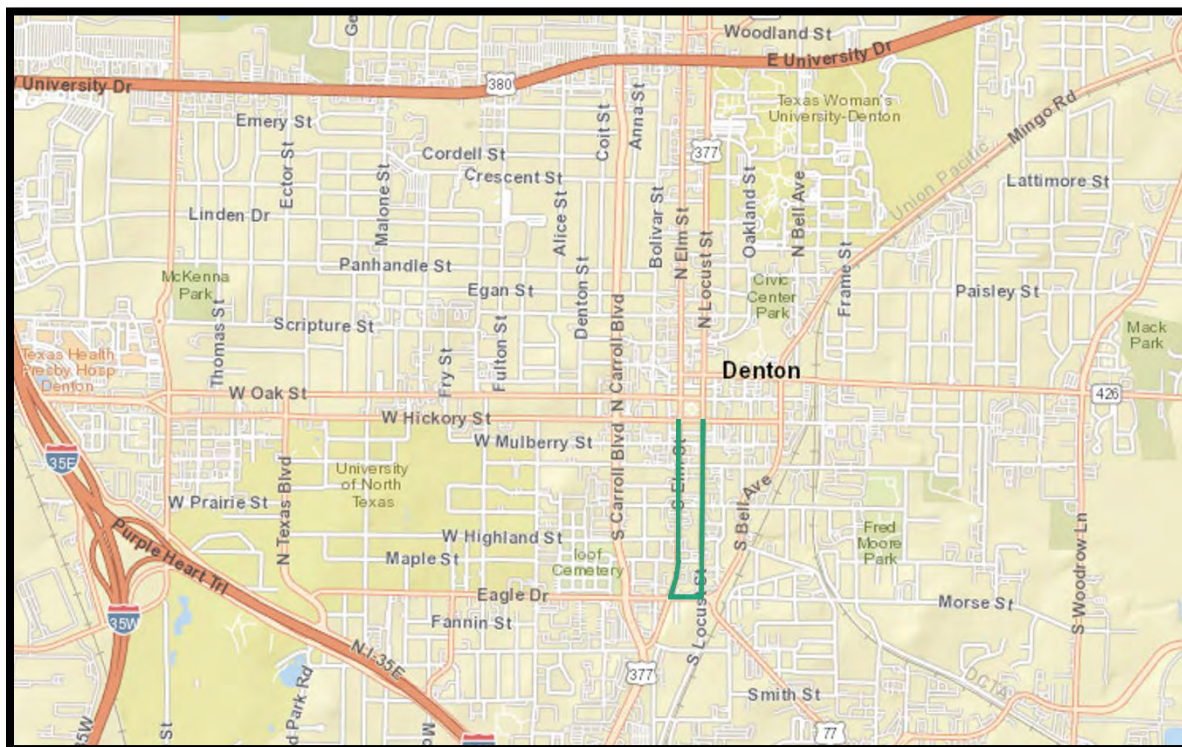 Woodland St
E University Dr
University Dr
380
Texas Woman's
University-Denton
Mingo Rd
Emery St
Coit St
Anna St
377
Cordell St
Crescent St
Union Pacific
Lattimore St
Ector St
Malone St
Linden Dr
Alice St
Bolivar St
N Elm St
N Locust St
Oakland St
N Bell Ave
Panhandle St
McKenna
Park
Egan St
Denton St
Civic
Center
Park
Frame St
Paisley St
Scripture St
Thomas St
Fry St
Fulton St
N Carroll Blvd
Mack
Park
Texas Health
Presby Hosp
Denton
Denton
W Oak St
426
W Hickory St
W Mulberry St
S Carroll Blvd
S Elm St
35E
University
of North
Texas
N Texas Blvd
W Prairie St
S Bell Ave
Purple Heart Trl
W Highland St
Maple St
Ioof
Cemetery
Fred
Moore
Park
S Woodrow Ln
Eagle Dr
S Locust St
Morse St
35W
Fannin St
N I-35E
377
Smith St
DCTA
77
35W
St
Park Rd